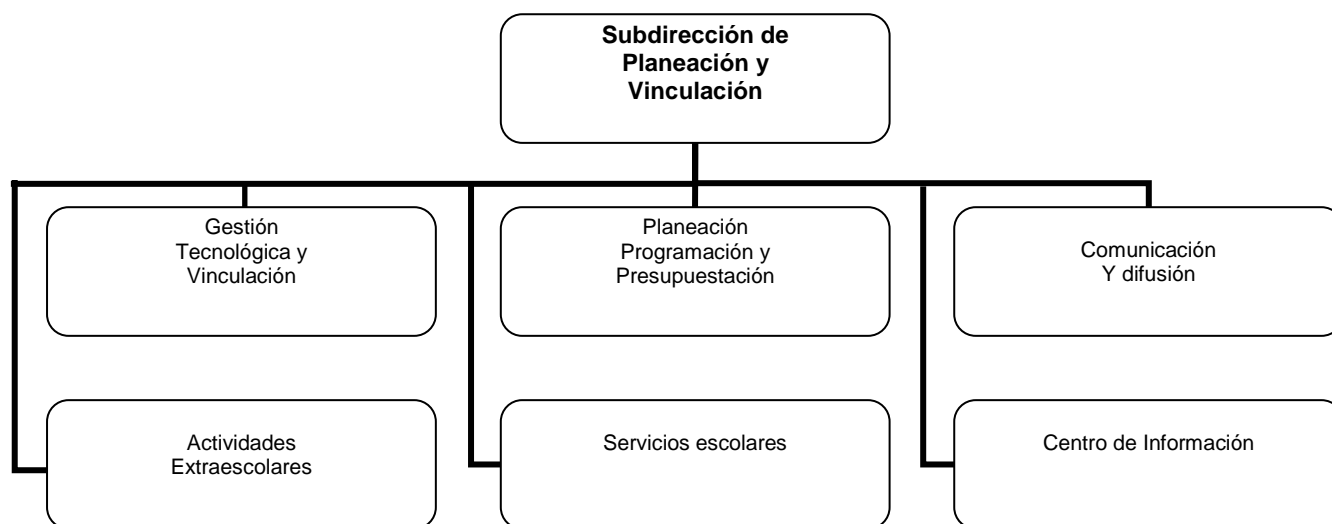 Subdirección de
Planeación y
Vinculación
Gestión
Tecnológica y
Vinculación
Planeación
Programación y
Presupuestación
Comunicación
Y difusión
Actividades
Extraescolares
Servicios escolares
Centro de Información